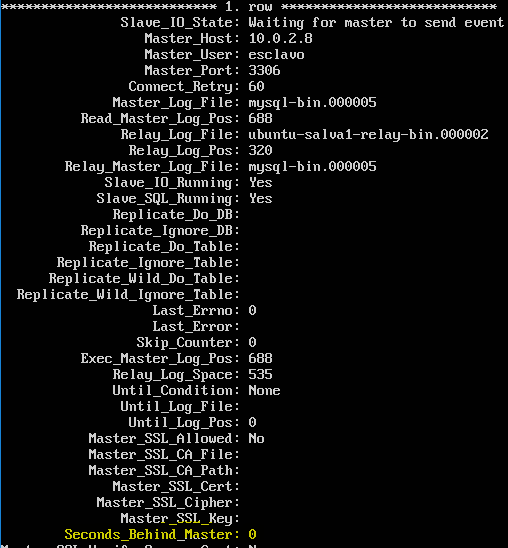 *************************** 1. row ***************************
Slave_IO_State: Waiting for master to send event
Master_Host: 10.0.2.8
Master_User: esclavo
Master_Port: 3306
Connect_Retry: 60
Master_Log_File: mysql-bin.000005
Read_Master_Log_Pos: 688
Relay_Log_File: ubuntu-salva1-relay-bin.000002
Relay_Log_Pos: 320
Relay_Master_Log_File: mysql-bin.000005
Slave_IO_Running: Yes
Slave_SQL_Running: Yes
Replicate_Do_DB:
Replicate_Ignore_DB:
Replicate_Do_Table:
Replicate_Ignore_Table:
Replicate_Wild_Do_Table:
Replicate_Wild_Ignore_Table:
Last_Errno: 0
Last_Error:
Skip_Counter: 0
Exec_Master_Log_Pos: 688
Relay_Log_Space: 535
Until_Condition: None
Until_Log_File:
Until_Log_Pos: 0
Master_SSL_Allowed: No
Master_SSL_CA_File:
Master_SSL_CA_Path:
Master_SSL_Cert:
Master_SSL_Cipher:
Master_SSL_Key:
Seconds_Behind_Master: 0